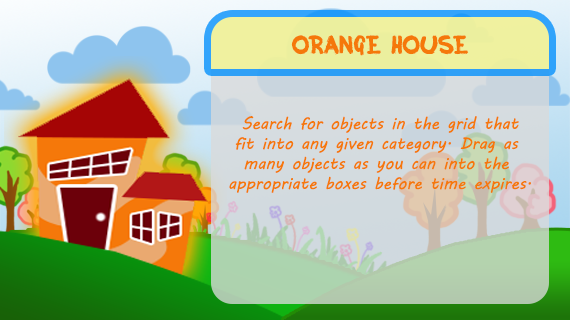 ORANGE HOUSE
Search for objects in the grid that
fit into any given category. Drag as
many objects as you can into the
appropriate boxes before time expires.